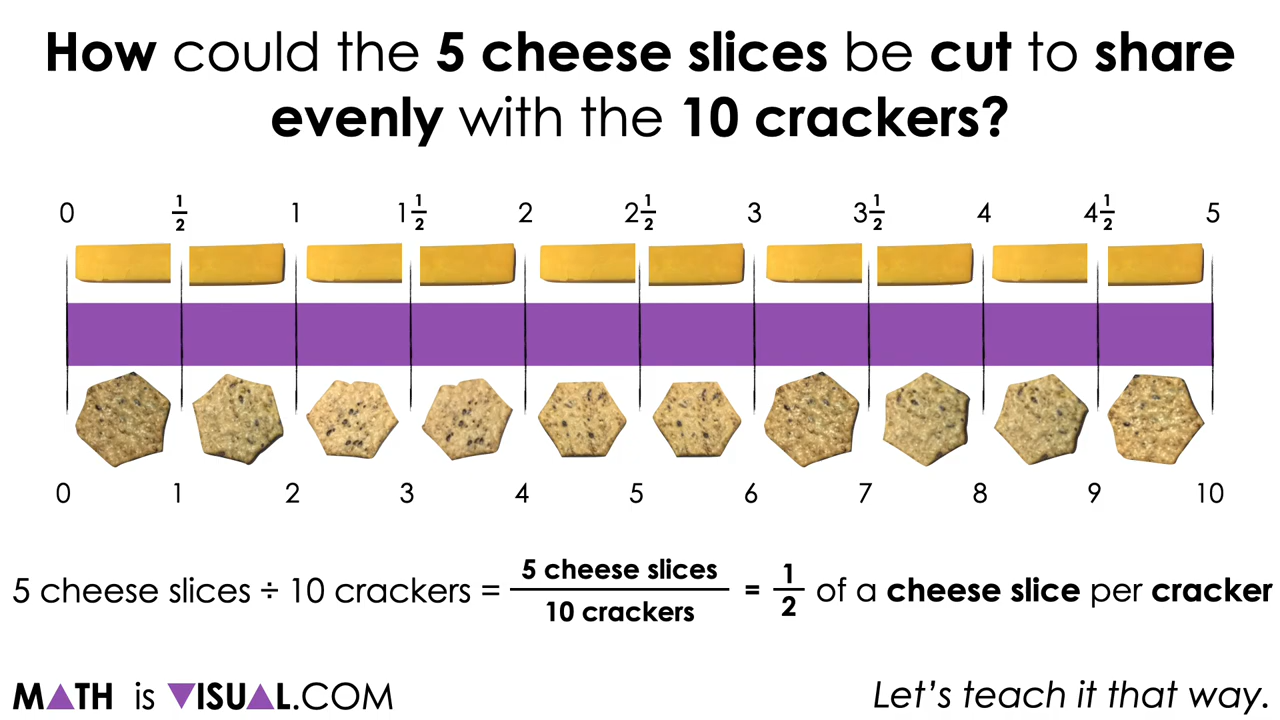 How could the 5 cheese slices be cut to share
evenly with the 10 crackers?
0 1/2 1 1 1/2 2 2 1/2 3 3 1/2 4 4 1/2 5
0 1 2 3 4 5 6 7 8 9 10
5 cheese slices ÷ 10 crackers = 5 cheese slices / 10 crackers = 1/2 of a cheese slice per cracker
MATH is VISUAL.COM
Let's teach it that way.